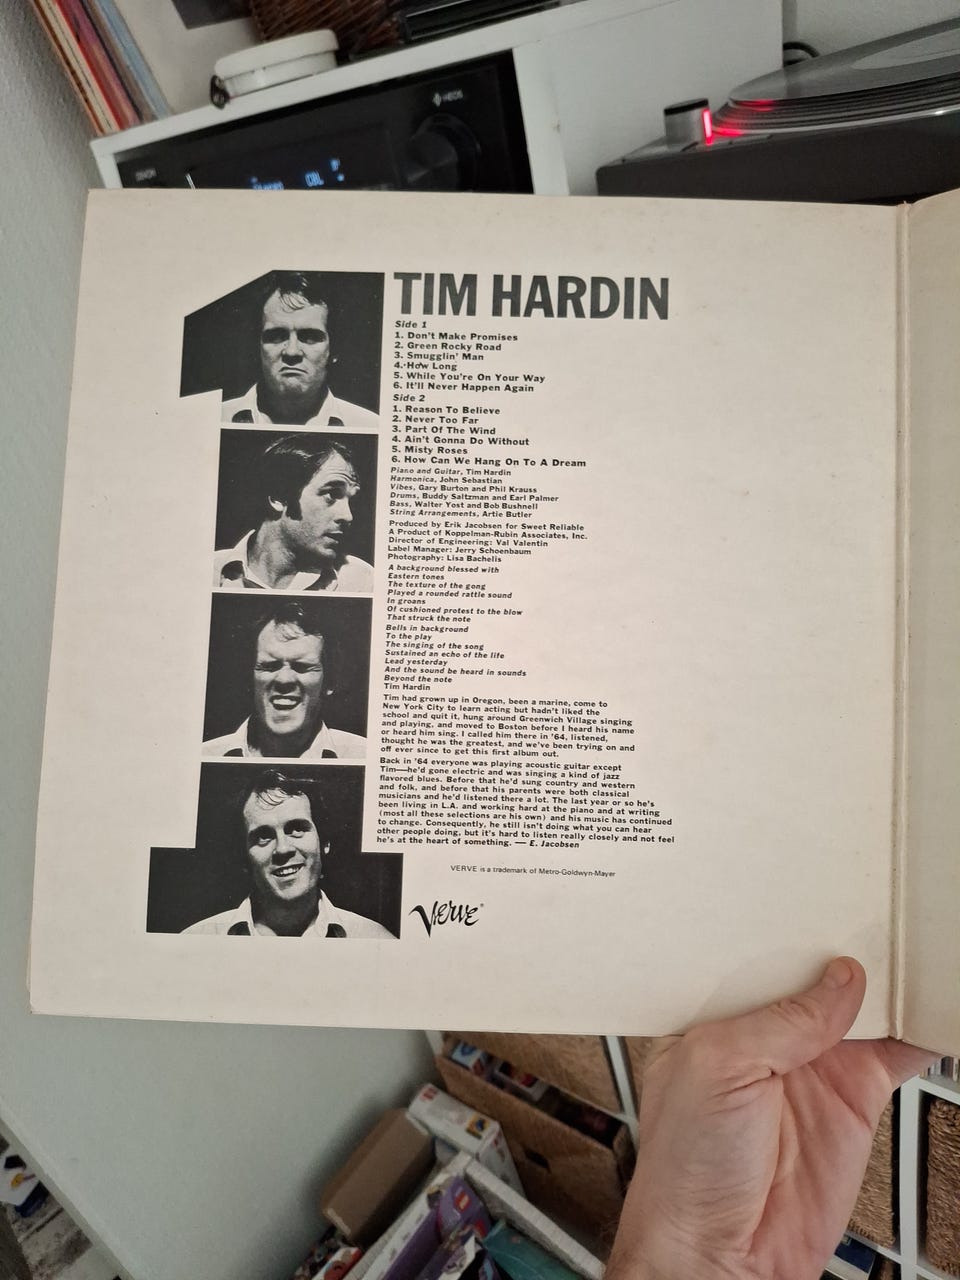 DENON
HEOS
CBL
TIM HARDIN
Side 1
1. Don't Make Promises
2. Green Rocky Road
3. Smugglin' Man
4. How Long
5. While You're On Your Way
6. It'll Never Happen Again
Side 2
1. Reason To Believe
2. Never Too Far
3. Part Of The Wind
4. Ain't Gonna Do Without
5. Misty Roses
6. How Can We Hang On To A Dream
Piano and Guitar, Tim Hardin
Harmonica, John Sebastian
Vibes, Gary Burton and Phil Krauss
Drums, Buddy Saltzman and Earl Palmer
Bass, Walter Yost and Bob Bushnell
String Arrangements, Artie Butler
Produced by Erik Jacobsen for Sweet Reliable
A Product of Koppelman-Rubin Associates, Inc.
Director of Engineering: Val Valentin
Label Manager: Jerry Schoenbaum
Photography: Lisa Bachelis
A background blessed with
Eastern tones
The texture of the gong
Played a rounded rattle sound
In groans
Of cushioned protest to the blow
That struck the note
Bells in background
To the play
The singing of the song
Sustained an echo of the life
Lead yesterday
And the sound be heard in sounds
Beyond the note
Tim Hardin
Tim had grown up in Oregon, been a marine, come to
New York City to learn acting but hadn't liked the
school and quit it, hung around Greenwich Village singing
and playing, and moved to Boston before I heard his name
or heard him sing. I called him there in '64, listened,
thought he was the greatest, and we've been trying on and
off ever since to get this first album out.
Back in '64 everyone was playing acoustic guitar except
Tim—he'd gone electric and was singing a kind of jazz
flavored blues. Before that he'd sung country and western
and folk, and before that his parents were both classical
musicians and he'd listened there a lot. The last year or so he's
been living in L.A. and working hard at the piano and at writing
(most all these selections are his own) and his music has continued
to change. Consequently, he still isn't doing what you can hear
other people doing, but it's hard to listen really closely and not feel
he's at the heart of something. — E. Jacobsen
VERVE is a trademark of Metro-Goldwyn-Mayer
Verve®